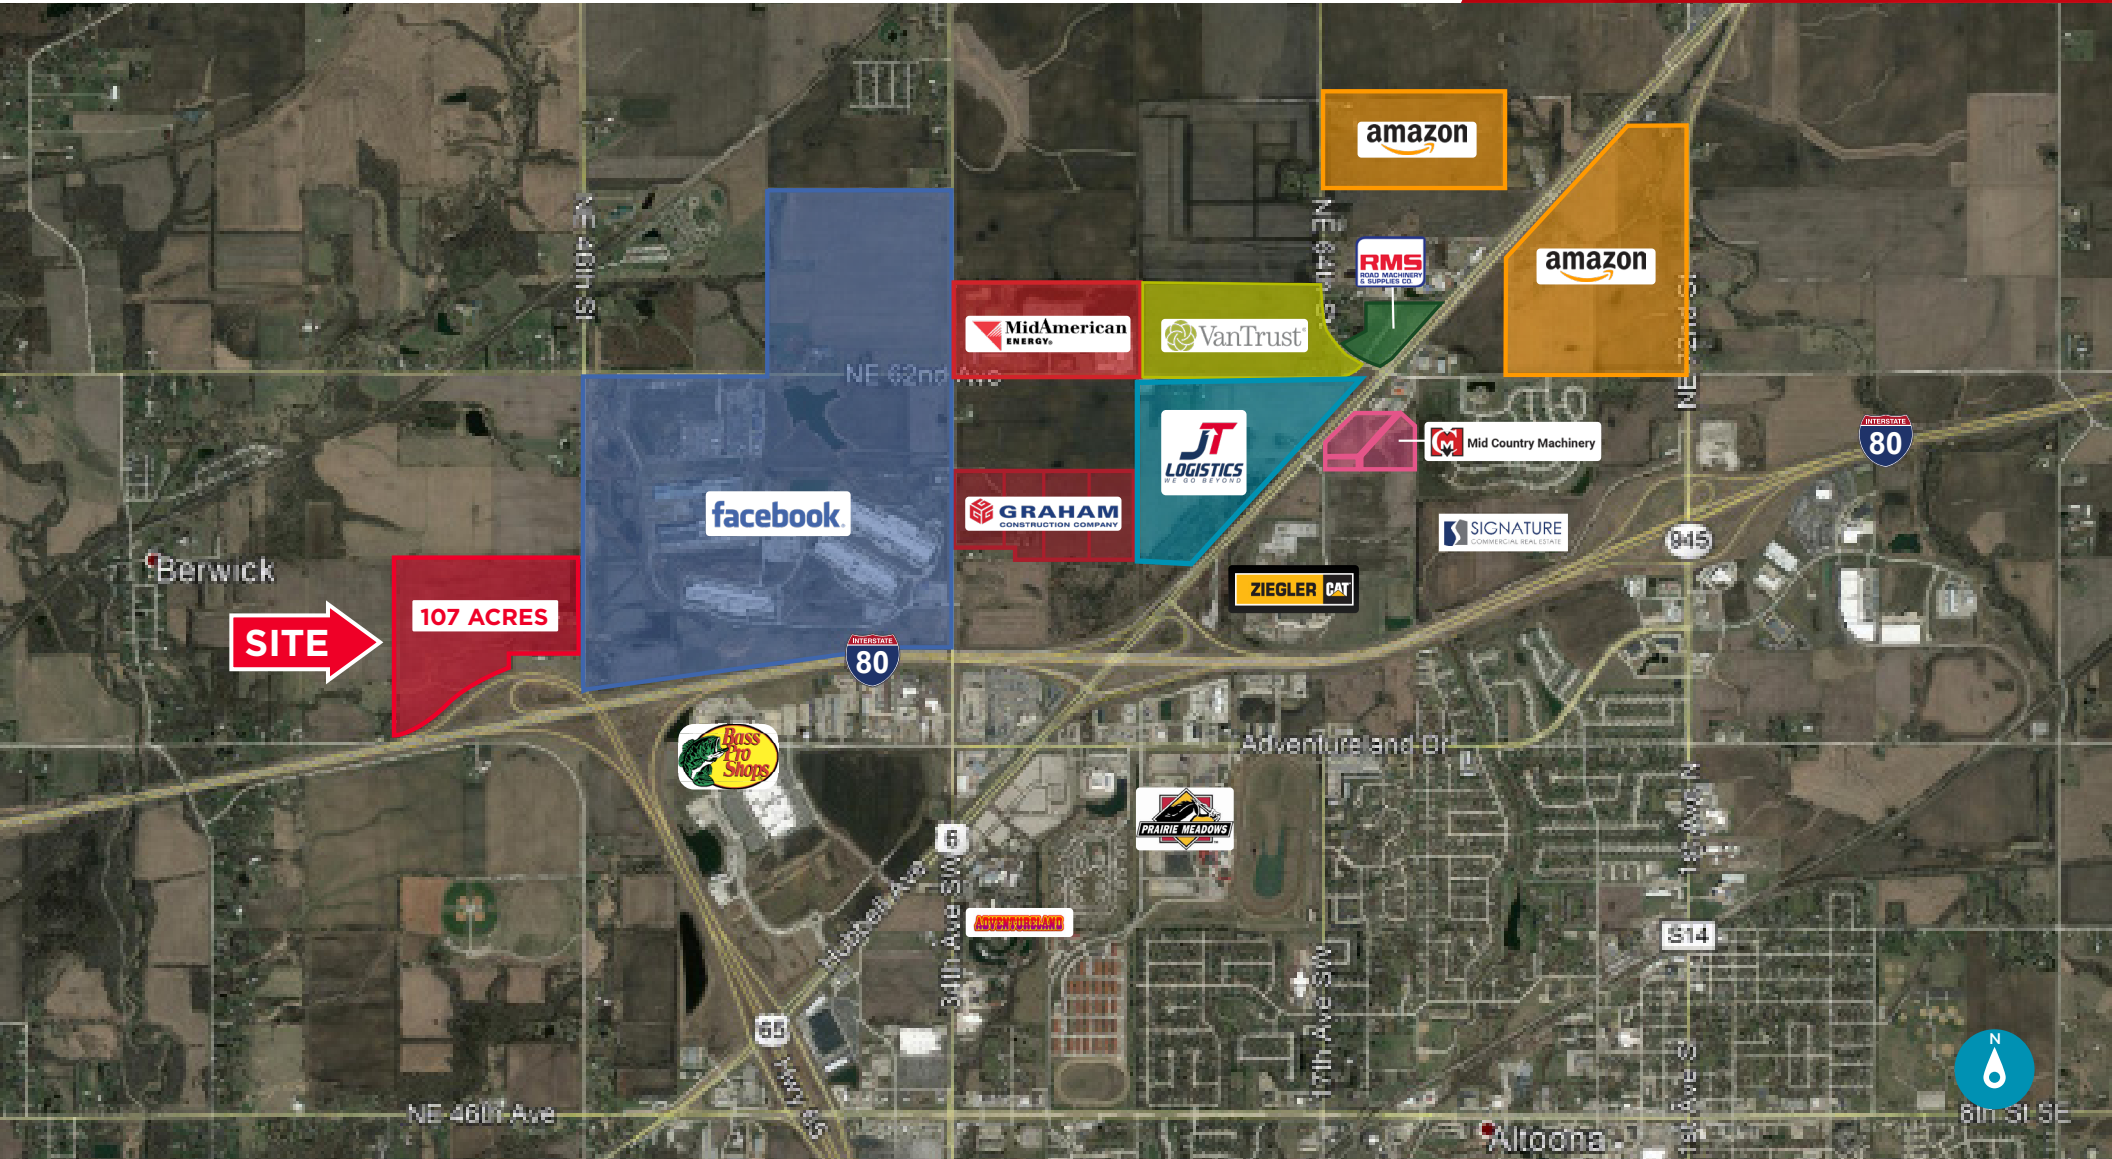 amazon
NE 46th St
NE 64th St
RMS
ROAD MACHINERY
& SUPPLIES CO.
amazon
MidAmerican
ENERGY®
VanTrust
NE 62nd Ave
NE 72nd St
JT
LOGISTICS
WE GO BEYOND
Mid Country Machinery
INTERSTATE
80
facebook
GRAHAM
CONSTRUCTION COMPANY
SIGNATURE
COMMERCIAL REAL ESTATE
945
Berwick
ZIEGLER CAT
107 ACRES
SITE
INTERSTATE
80
Bass
Pro
Shops
Adventureland Dr
PRAIRIE MEADOWS
1st Ave N
6
Hubbell Ave
34th Ave SW
ADVENTURELAND
S14
17th Ave SW
65
Hwy 65
N
NE 46th Ave
8th St SE
Altoona
1st Ave S